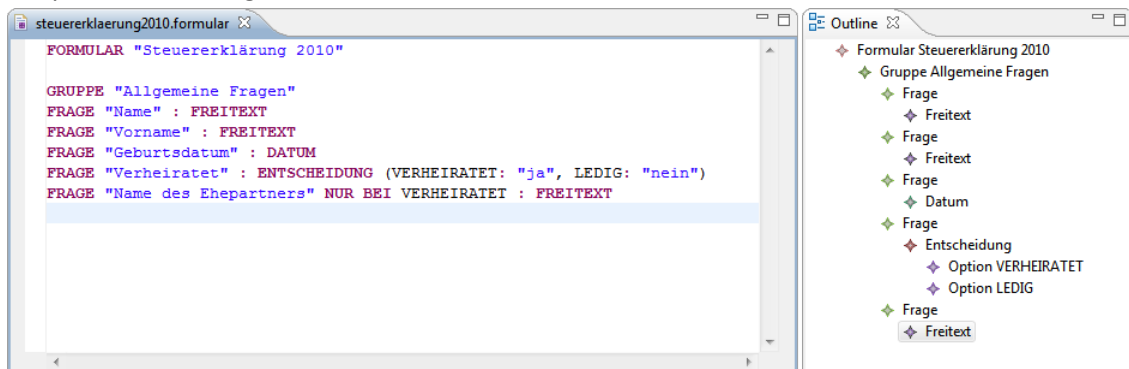 steuererklaerung2010.formular
FORMULAR "Steuererklärung 2010"
GRUPPE "Allgemeine Fragen"
FRAGE "Name" : FREITEXT
FRAGE "Vorname" : FREITEXT
FRAGE "Geburtsdatum" : DATUM
FRAGE "Verheiratet" : ENTSCHEIDUNG (VERHEIRATET: "ja", LEDIG: "nein")
FRAGE "Name des Ehepartners" NUR BEI VERHEIRATET : FREITEXT
Outline
Formular Steuererklärung 2010
Gruppe Allgemeine Fragen
Frage
Freitext
Frage
Freitext
Frage
Datum
Frage
Entscheidung
Option VERHEIRATET
Option LEDIG
Frage
Freitext